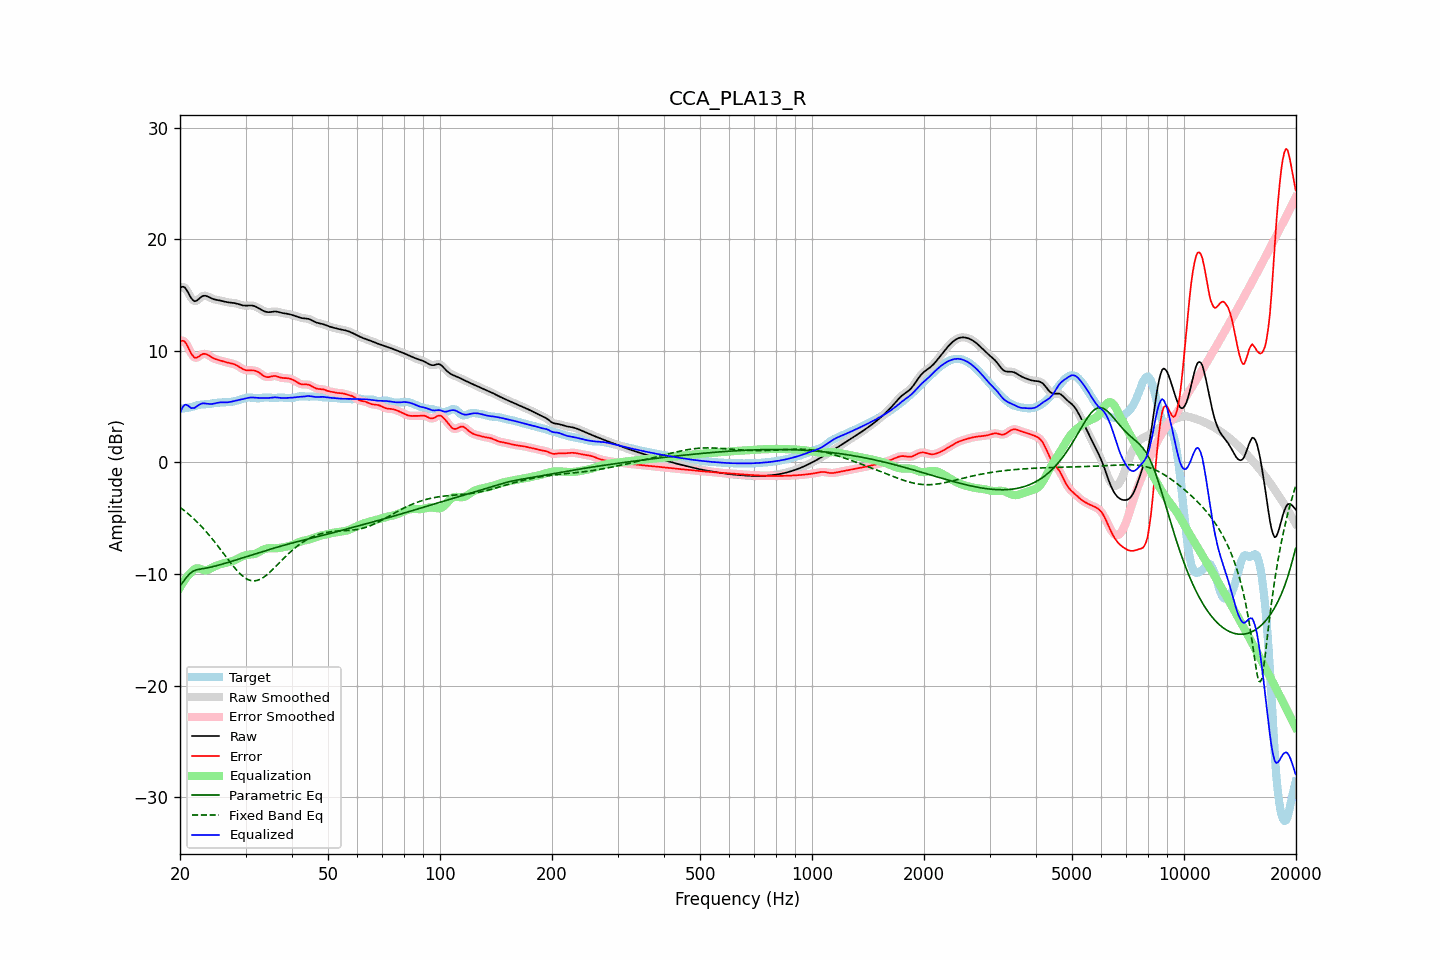 CCA_PLA13_R
Amplitude (dBr)
30
20
10
0
−10
−20
−30
Target
Raw Smoothed
Error Smoothed
Raw
Error
Equalization
Parametric Eq
Fixed Band Eq
Equalized
20
50
100
200
500
1000
2000
5000
10000
20000
Frequency (Hz)